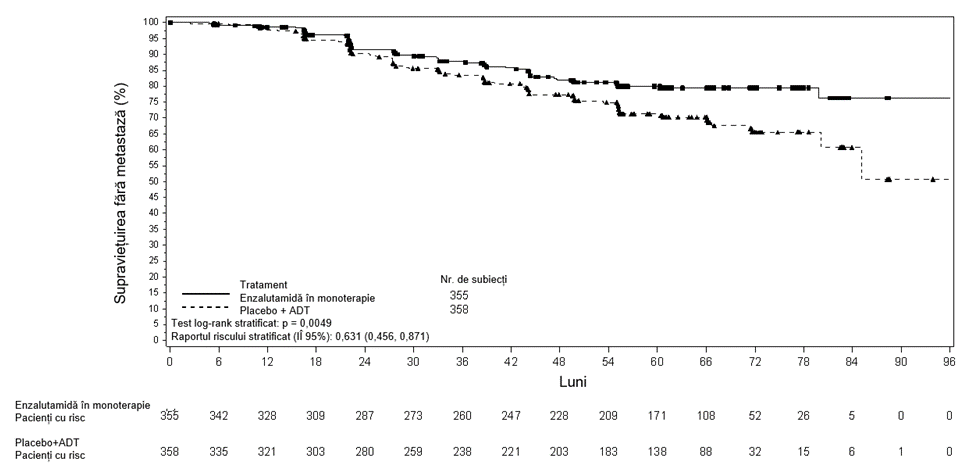 Supraviețuirea fără metastază (%)
100
95
90
85
80
75
70
65
60
55
50
45
40
35
30
25
20
15
10
5
0
Tratament Nr. de subiecți
Enzalutamidă în monoterapie 355
Placebo + ADT 358
Test log-rank stratificat: p = 0,0049
Raportul riscului stratificat (IÎ 95%): 0,631 (0,456, 0,871)
0 6 12 18 24 30 36 42 48 54 60 66 72 78 84 90 96
Luni
Enzalutamidă în monoterapie
Pacienți cu risc 355 342 328 309 287 273 260 247 228 209 171 108 52 26 5 0 0
Placebo+ADT
Pacienți cu risc 358 335 321 303 280 259 238 221 203 183 138 88 32 15 6 1 0